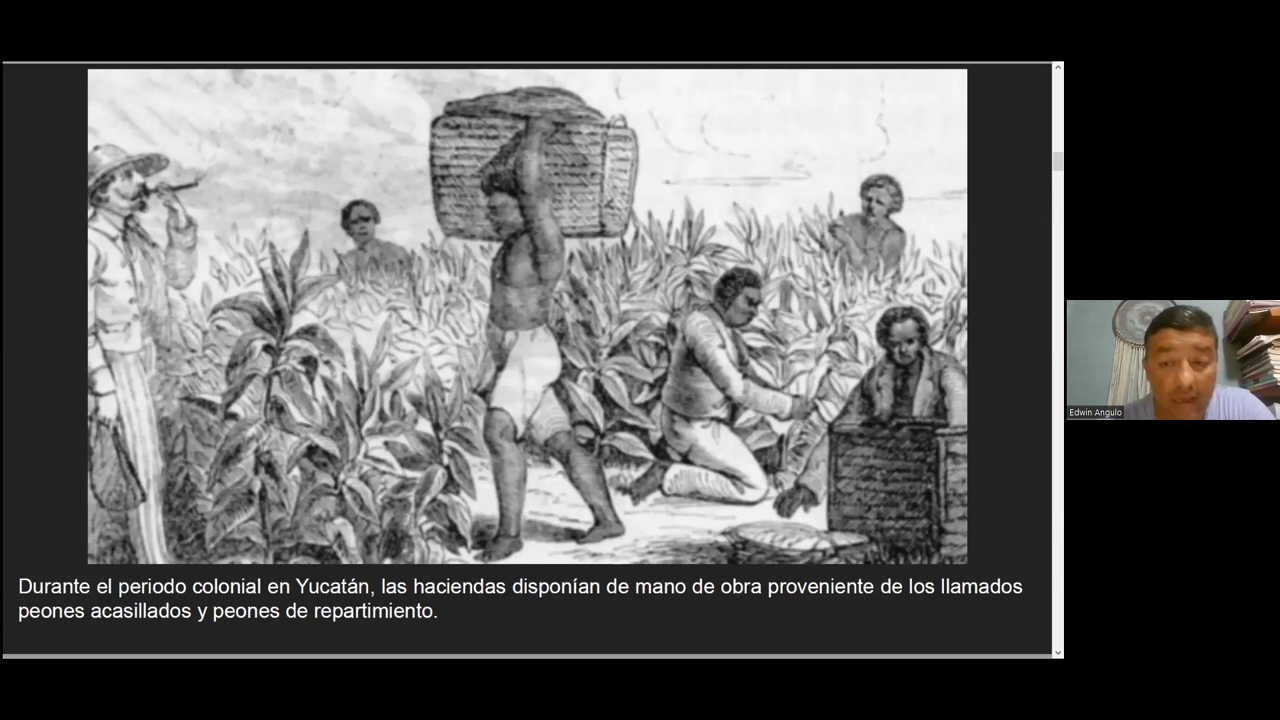 Durante el periodo colonial en Yucatán, las haciendas disponían de mano de obra proveniente de los llamados
peones acasillados y peones de repartimiento.
Edwin Angulo